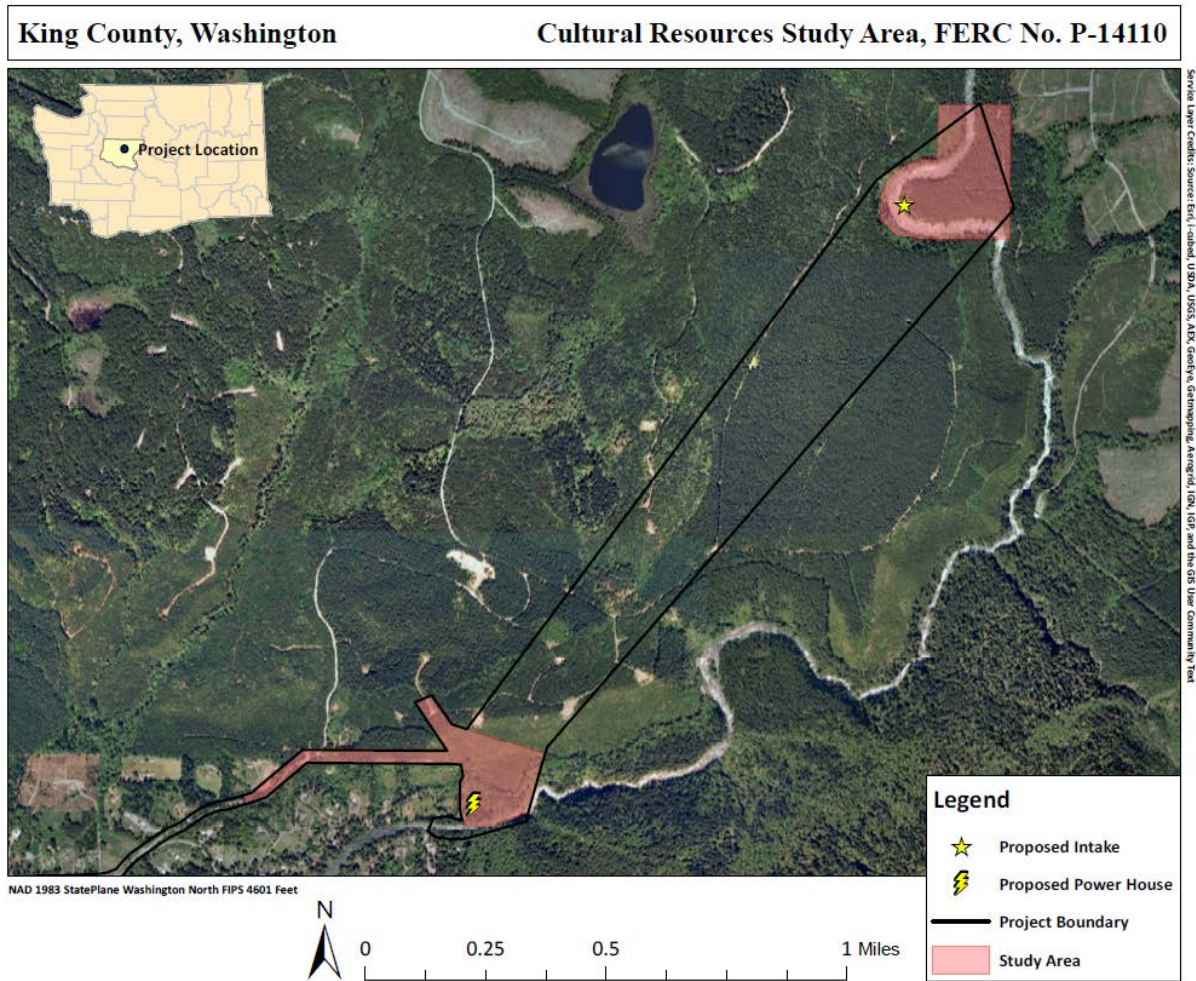 King County, Washington
Cultural Resources Study Area, FERC No. P-14110
Project Location
Service Layer Credits: Source: Esri, i-cubed, USDA, USGS, AEX, GeoEye, Getmapping, Aerogrid, IGN, IGP, and the GIS User Community Text
Legend
Proposed Intake
Proposed Power House
Project Boundary
Study Area
NAD 1983 StatePlane Washington North FIPS 4601 Feet
N
0 0.25 0.5 1 Miles